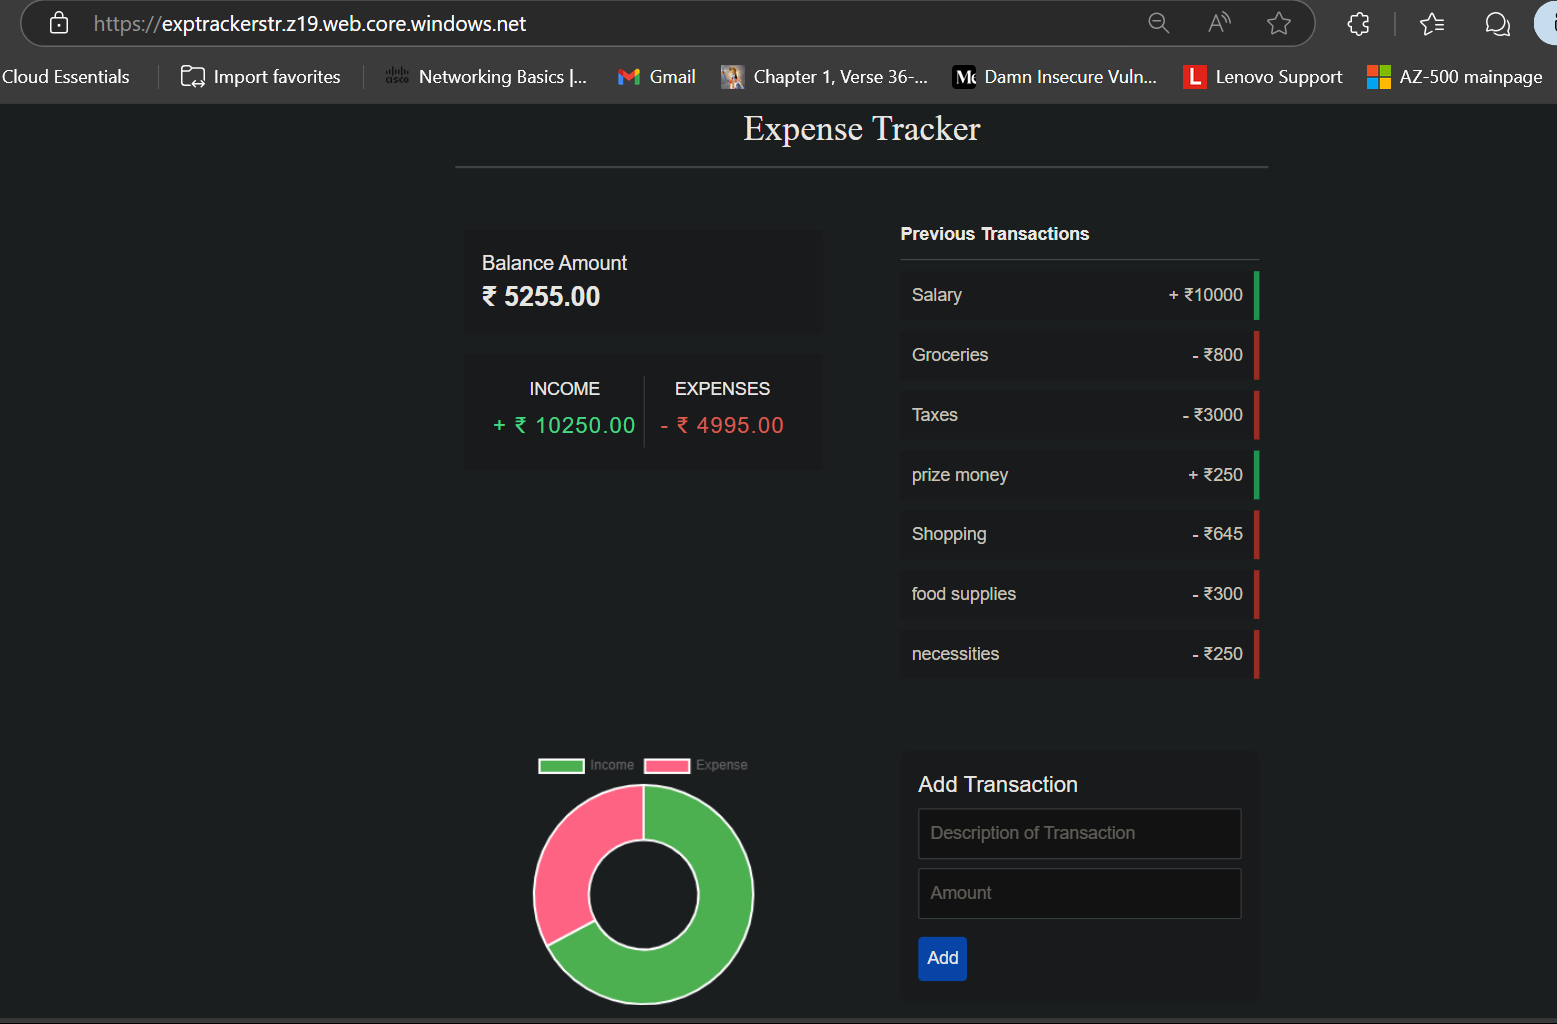 https://exptrackerstr.z19.web.core.windows.net
Cloud Essentials Import favorites Networking Basics |... Gmail Chapter 1, Verse 36-... Damn Insecure Vuln... Lenovo Support AZ-500 mainpage
Expense Tracker
Balance Amount
₹ 5255.00
INCOME EXPENSES
+ ₹ 10250.00 - ₹ 4995.00
Previous Transactions
Salary + ₹10000
Groceries - ₹800
Taxes - ₹3000
prize money + ₹250
Shopping - ₹645
food supplies - ₹300
necessities - ₹250
Income Expense
Add Transaction
Description of Transaction
Amount
Add